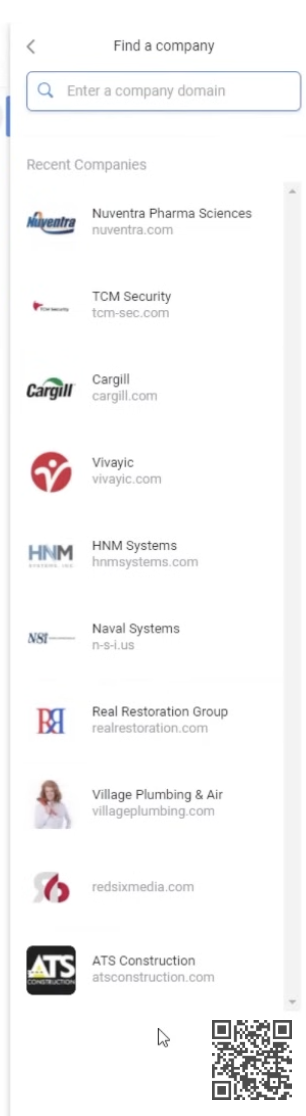 Find a company
Enter a company domain
Recent Companies
Nuventra
Nuventra Pharma Sciences
nuventra.com
TCM Security
tcm-sec.com
Cargill
Cargill
cargill.com
Vivayic
vivayic.com
HNM
SYSTEMS, INC.
HNM Systems
hnmsystems.com
NSI
Naval Systems
n-s-i.us
Real Restoration Group
realrestoration.com
Village Plumbing & Air
villageplumbing.com
redsixmedia.com
ATS
CONSTRUCTION
ATS Construction
atsconstruction.com